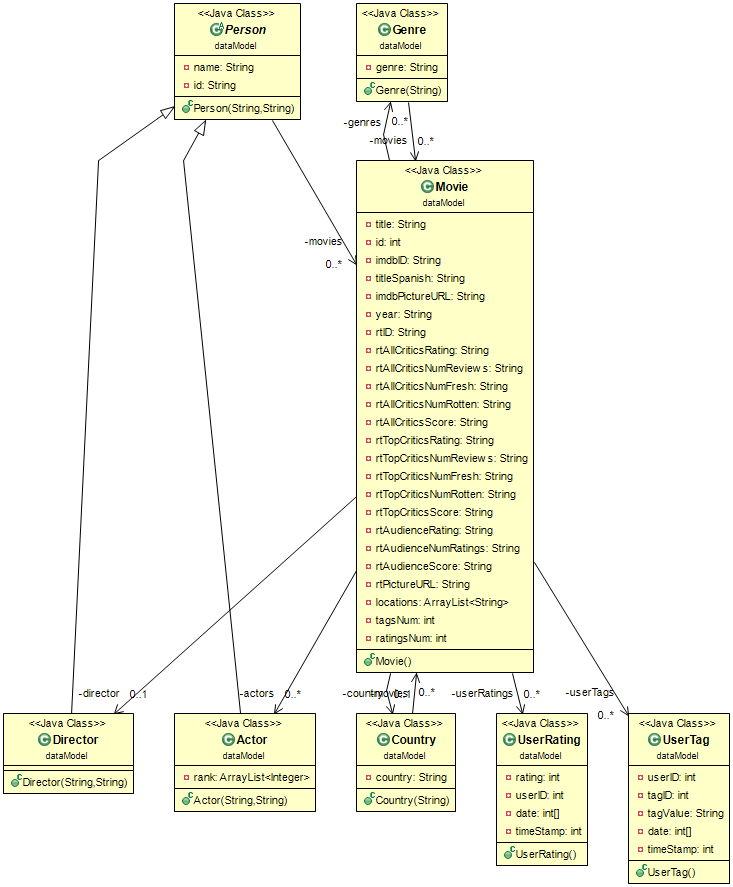 <<Java Class>>
Person
dataModel
name: String
id: String
Person(String,String)
<<Java Class>>
Genre
dataModel
genre: String
Genre(String)
-genres
0..*
-movies
0..*
-movies
0..*
<<Java Class>>
Movie
dataModel
title: String
id: int
imdbID: String
titleSpanish: String
imdbPictureURL: String
year: String
rtID: String
rtAllCriticsRating: String
rtAllCriticsNumReviews: String
rtAllCriticsNumFresh: String
rtAllCriticsNumRotten: String
rtAllCriticsScore: String
rtTopCriticsRating: String
rtTopCriticsNumReviews: String
rtTopCriticsNumFresh: String
rtTopCriticsNumRotten: String
rtTopCriticsScore: String
rtAudienceRating: String
rtAudienceNumRatings: String
rtAudienceScore: String
rtPictureURL: String
locations: ArrayList<String>
tagsNum: int
ratingsNum: int
Movie()
-director
0..1
-actors
0..*
-country
0..1
-movies
0..*
-userRatings
0..*
-userTags
0..*
<<Java Class>>
Director
dataModel
Director(String,String)
<<Java Class>>
Actor
dataModel
rank: ArrayList<Integer>
Actor(String,String)
<<Java Class>>
Country
dataModel
country: String
Country(String)
<<Java Class>>
UserRating
dataModel
rating: int
userID: int
date: int[]
timeStamp: int
UserRating()
<<Java Class>>
UserTag
dataModel
userID: int
tagID: int
tagValue: String
date: int[]
timeStamp: int
UserTag()